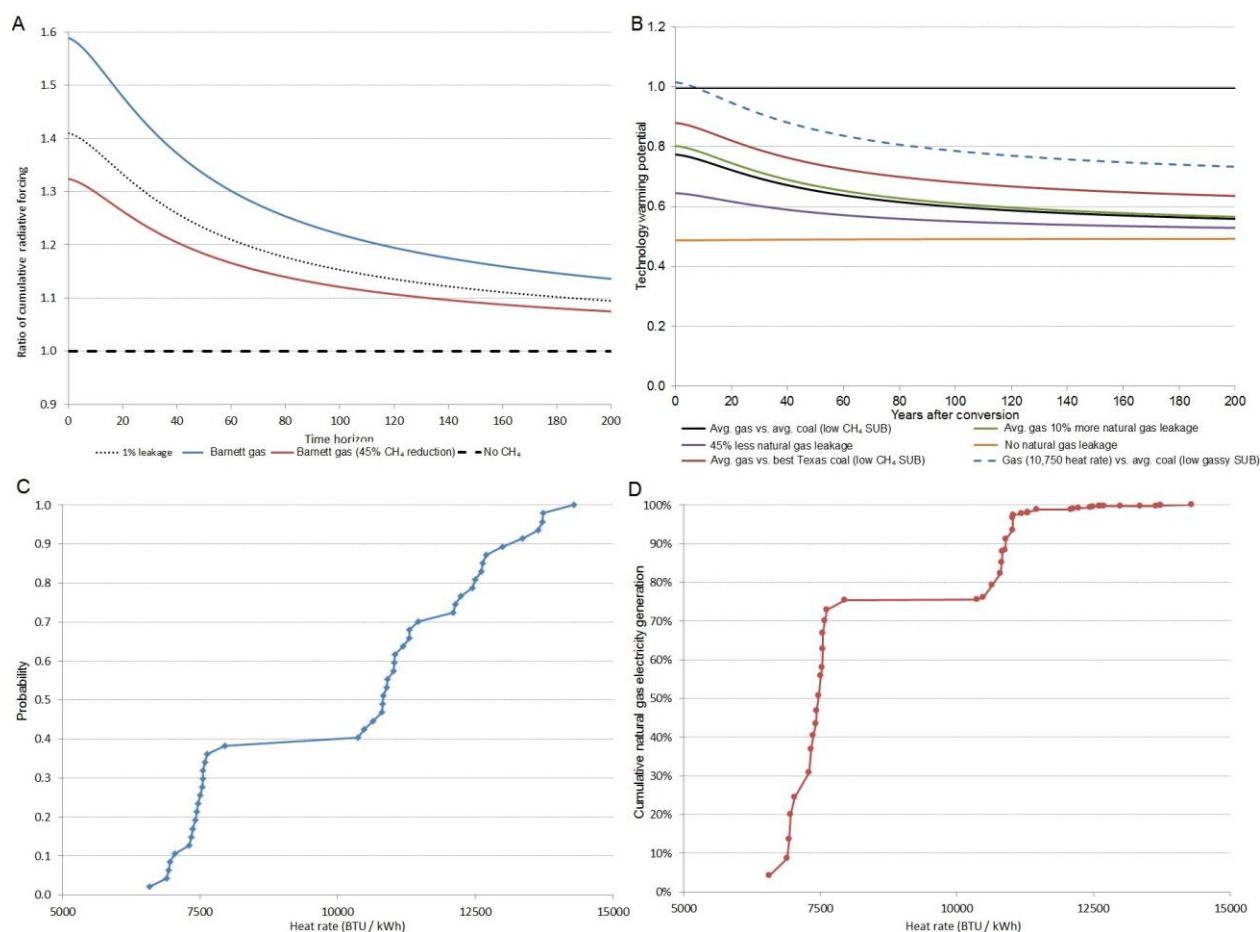 A
1.6
1.5
1.4
1.3
1.2
1.1
1.0
0.9
Ratio of cumulative radiative forcing
0 20 40 60 80 100 120 140 160 180 200
Time horizon
1% leakage Barnett gas Barnett gas (45% CH₄ reduction) No CH₄
B
1.2
1.0
0.8
0.6
0.4
0.2
0.0
Technology warming potential
0 20 40 60 80 100 120 140 160 180 200
Years after conversion
Avg. gas vs. avg. coal (low CH₄ SUB) Avg. gas 10% more natural gas leakage
45% less natural gas leakage No natural gas leakage
Avg. gas vs. best Texas coal (low CH₄ SUB) Gas (10,750 heat rate) vs. avg. coal (low gassy SUB)
C
1.0
0.9
0.8
0.7
0.6
0.5
0.4
0.3
0.2
0.1
0.0
Probability
5000 7500 10000 12500 15000
Heat rate (BTU / kWh)
D
100%
90%
80%
70%
60%
50%
40%
30%
20%
10%
0%
Cumulative natural gas electricity generation
5000 7500 10000 12500 15000
Heat rate (BTU / kWh)